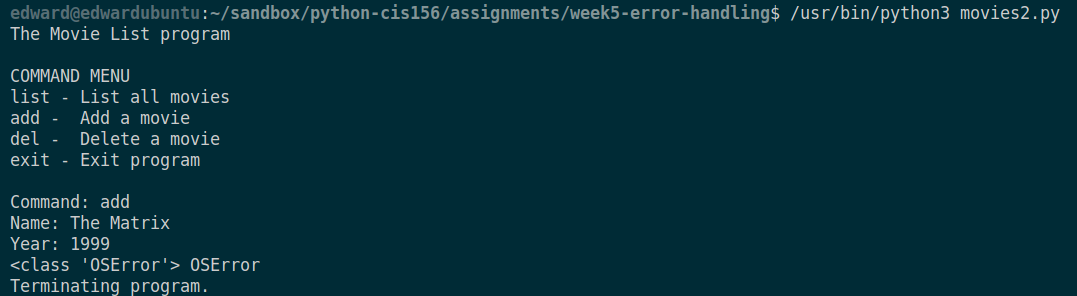 edward@edwardubuntu:~/sandbox/python-cis156/assignments/week5-error-handling$ /usr/bin/python3 movies2.py
The Movie List program

COMMAND MENU
list - List all movies
add -  Add a movie
del -  Delete a movie
exit - Exit program

Command: add
Name: The Matrix
Year: 1999
<class 'OSError'> OSError
Terminating program.